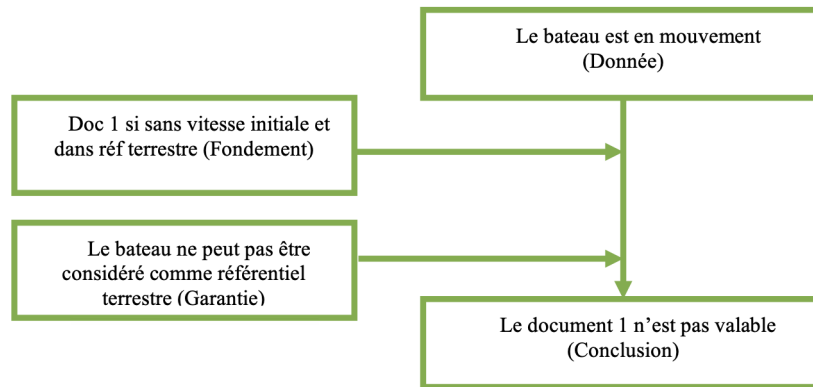 Le bateau est en mouvement
(Donnée)
Doc 1 si sans vitesse initiale et
dans réf terrestre (Fondement)
Le bateau ne peut pas être
considéré comme référentiel
terrestre (Garantie)
Le document 1 n’est pas valable
(Conclusion)